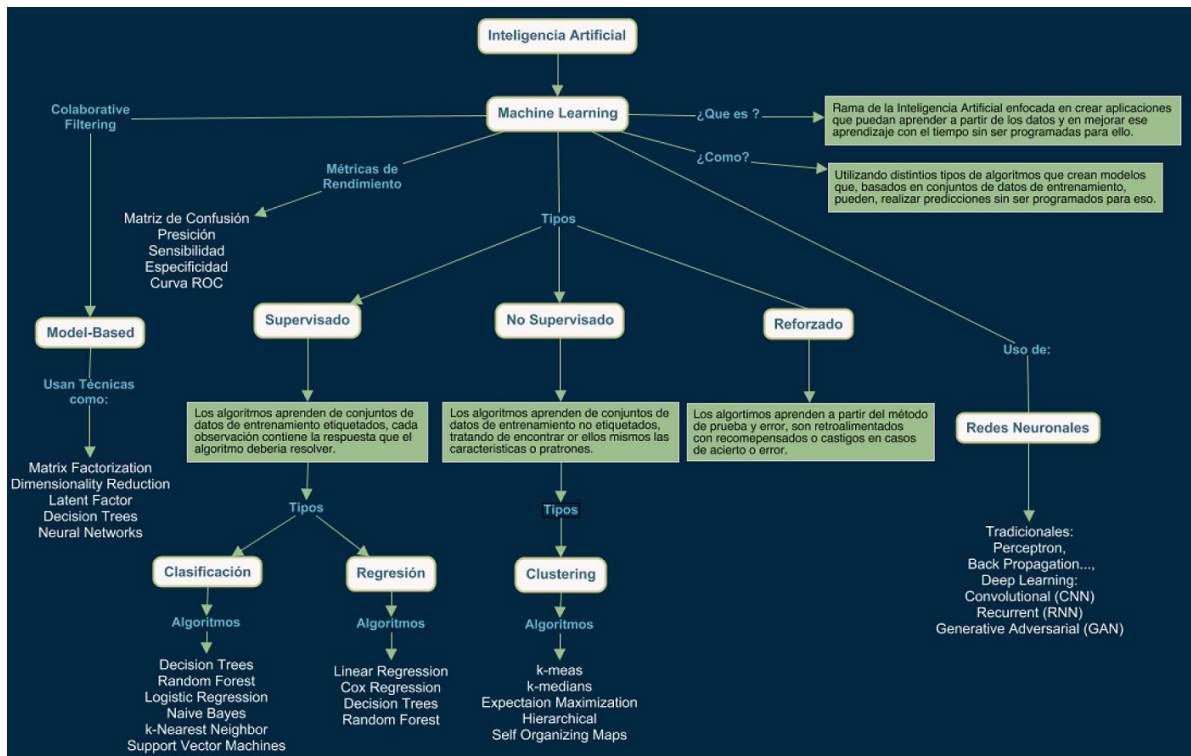 Inteligencia Artificial
Machine Learning
Colaborative
Filtering
¿Que es ?
Rama de la Inteligencia Artificial enfocada en crear aplicaciones
que puedan aprender a partir de los datos y en mejorar ese
aprendizaje con el tiempo sin ser programadas para ello.
¿Como?
Utilizando distintios tipos de algoritmos que crean modelos
que, basados en conjuntos de datos de entrenamiento,
pueden, realizar predicciones sin ser programados para eso.
Métricas de
Rendimiento
Matriz de Confusión
Presición
Sensibilidad
Especificidad
Curva ROC
Tipos
Model-Based
Supervisado
No Supervisado
Reforzado
Uso de:
Usan Técnicas
como:
Los algoritmos aprenden de conjuntos de
datos de entrenamiento etiquetados, cada
observación contiene la respuesta que el
algoritmo deberia resolver.
Los algoritmos aprenden de conjuntos de
datos de entrenamiento no etiquetados,
tratando de encontrar or ellos mismos las
caracteristicas o pratrones.
Los algortimos aprenden a partir del método
de prueba y error, son retroalimentados
con recomepensados o castigos en casos
de acierto o error.
Redes Neuronales
Matrix Factorization
Dimensionality Reduction
Latent Factor
Decision Trees
Neural Networks
Tipos
Tipos
Tradicionales:
Perceptron,
Back Propagation...,
Deep Learning:
Convolutional (CNN)
Recurrent (RNN)
Generative Adversarial (GAN)
Clasificación
Regresión
Clustering
Algoritmos
Algoritmos
Algoritmos
Decision Trees
Random Forest
Logistic Regression
Naive Bayes
k-Nearest Neighbor
Support Vector Machines
Linear Regression
Cox Regression
Decision Trees
Random Forest
k-meas
k-medians
Expectaion Maximization
Hierarchical
Self Organizing Maps